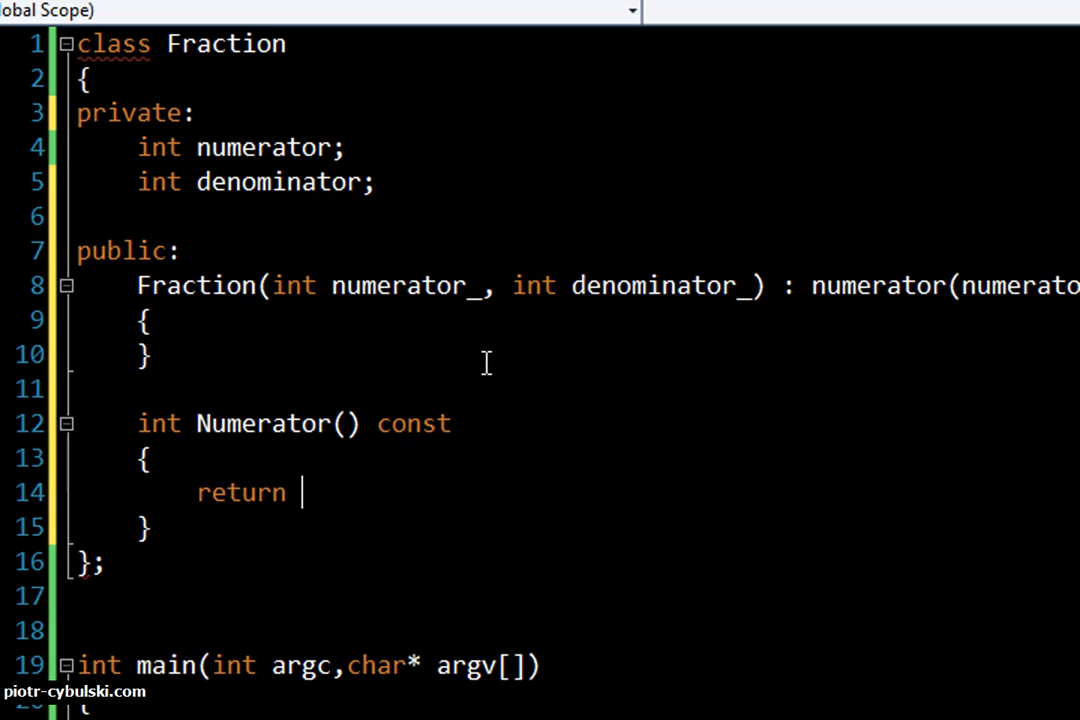 obal Scope)
1 class Fraction
2 {
3 private:
4 int numerator;
5 int denominator;
6
7 public:
8 Fraction(int numerator_, int denominator_) : numerator(numerato
9 {
10 }
11
12 int Numerator() const
13 {
14 return
15 }
16 };
17
18
19 int main(int argc,char* argv[])
piotr-cybulski.com
{